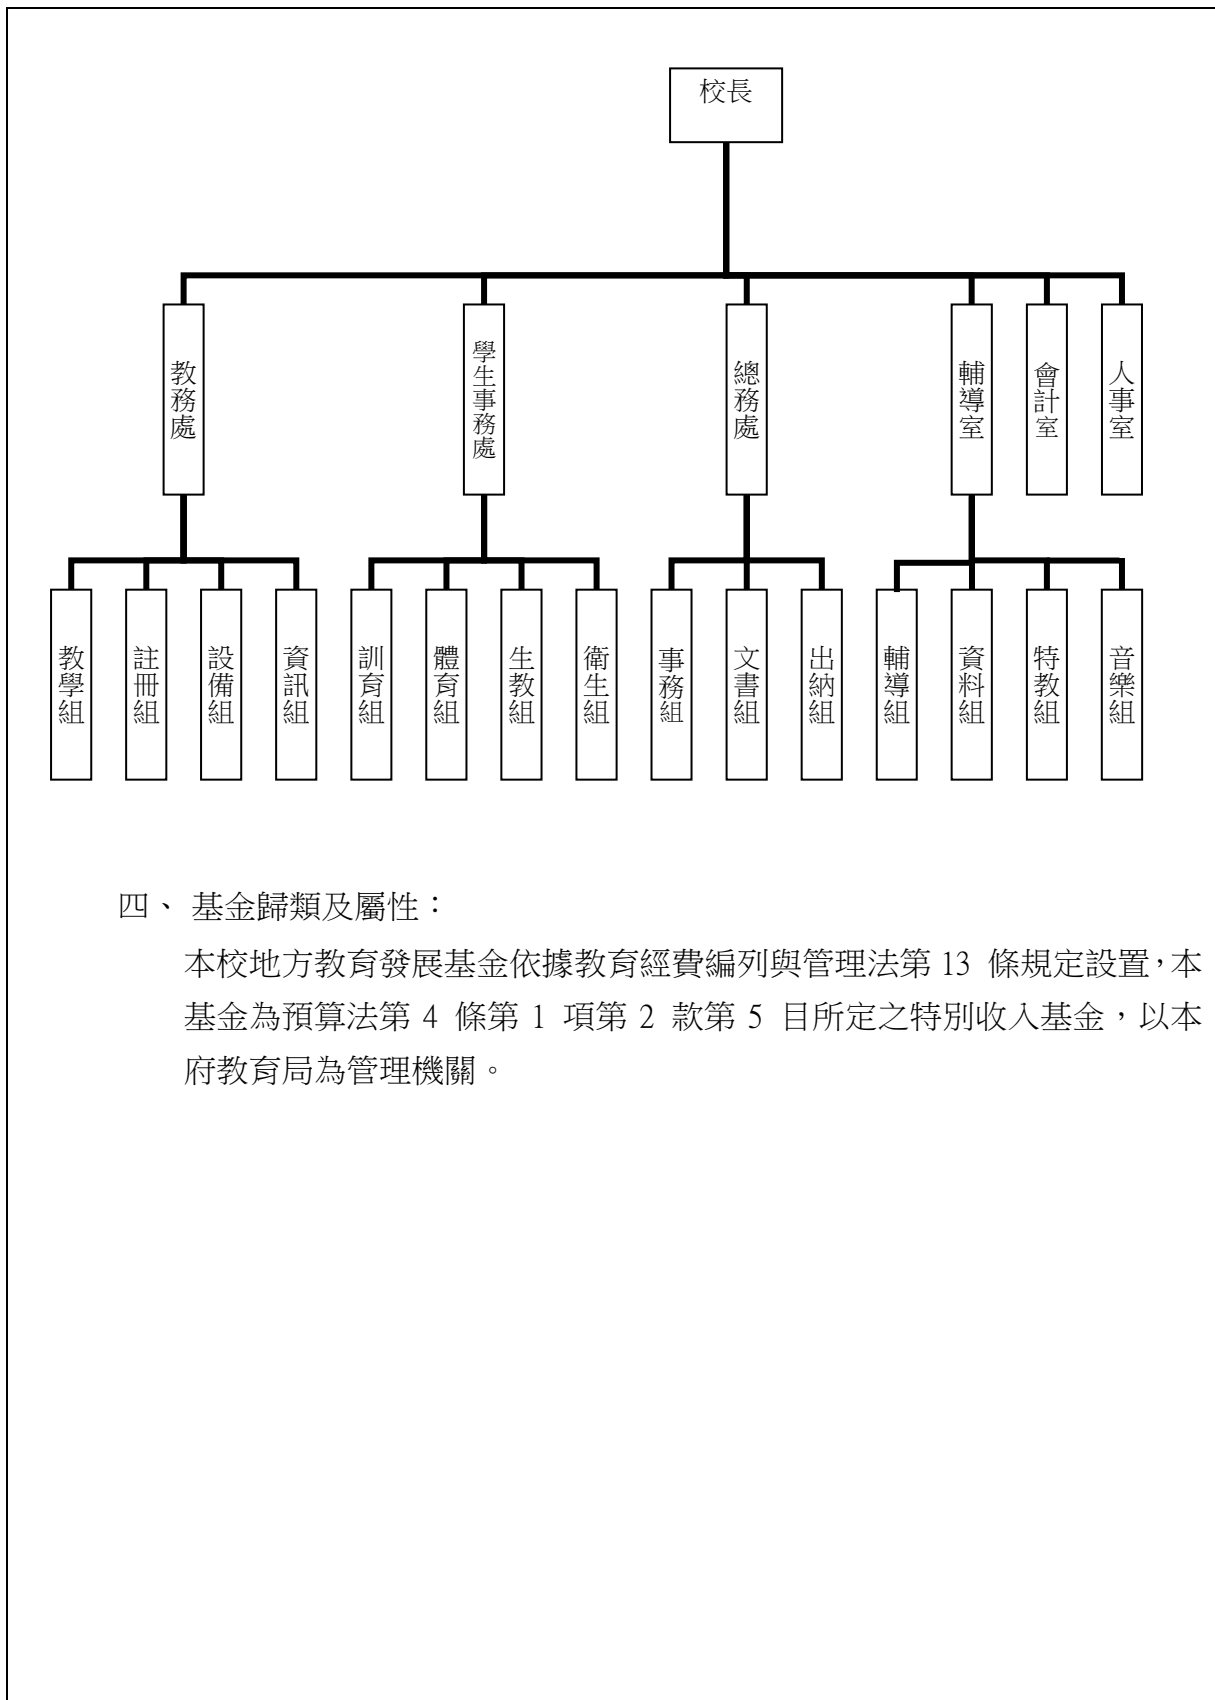 校長
教務處
學生事務處
總務處
輔導室
會計室
人事室
教學組
註冊組
設備組
資訊組
訓育組
體育組
生教組
衛生組
事務組
文書組
出納組
輔導組
資料組
特教組
音樂組
四、 基金歸類及屬性：
本校地方教育發展基金依據教育經費編列與管理法第 13 條規定設置，本
基金為預算法第 4 條第 1 項第 2 款第 5 目所定之特別收入基金，以本
府教育局為管理機關。